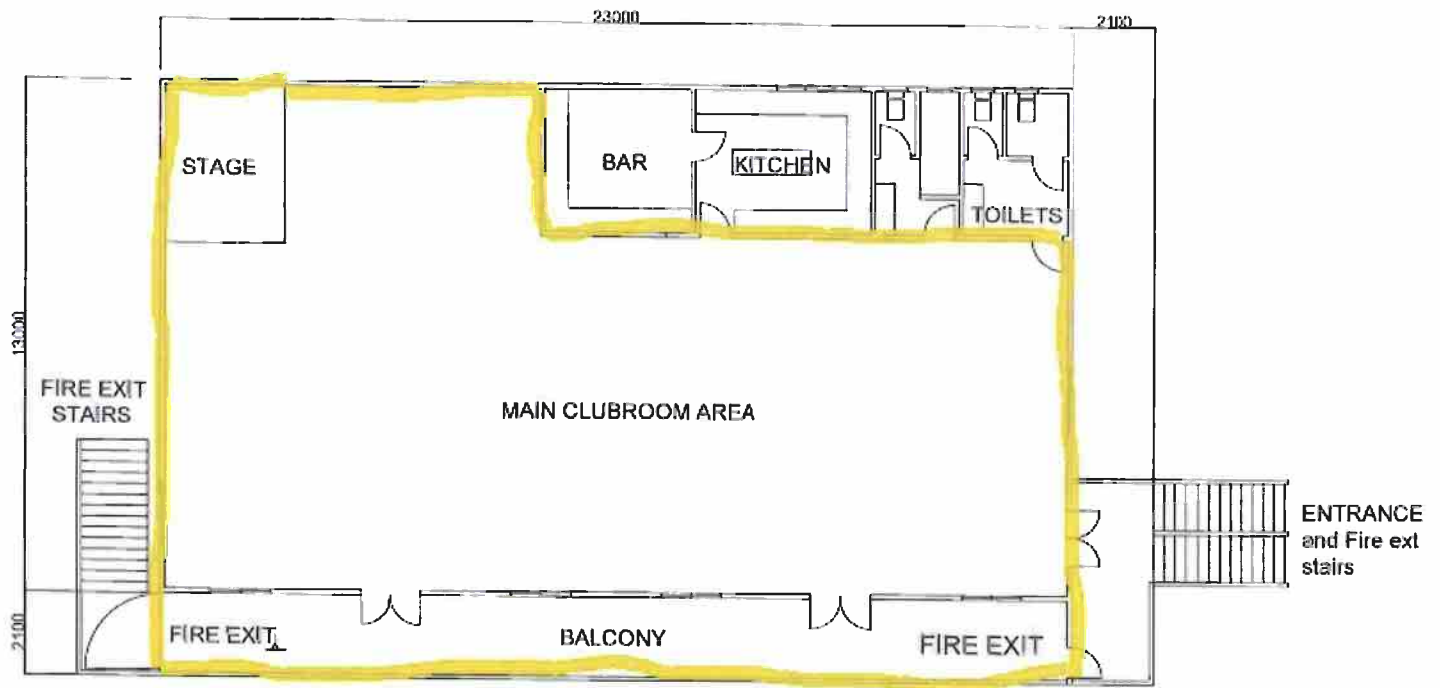 23000
2100
STAGE
BAR
KITCHEN
TOILETS
13000
FIRE EXIT
STAIRS
MAIN CLUBROOM AREA
ENTRANCE
and Fire ext
stairs
2100
FIRE EXIT
BALCONY
FIRE EXIT